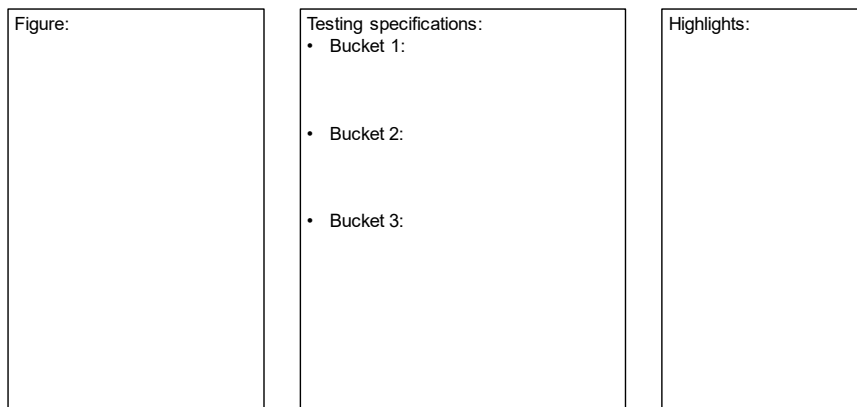 Figure:
Testing specifications:
• Bucket 1:
• Bucket 2:
• Bucket 3:
Highlights: